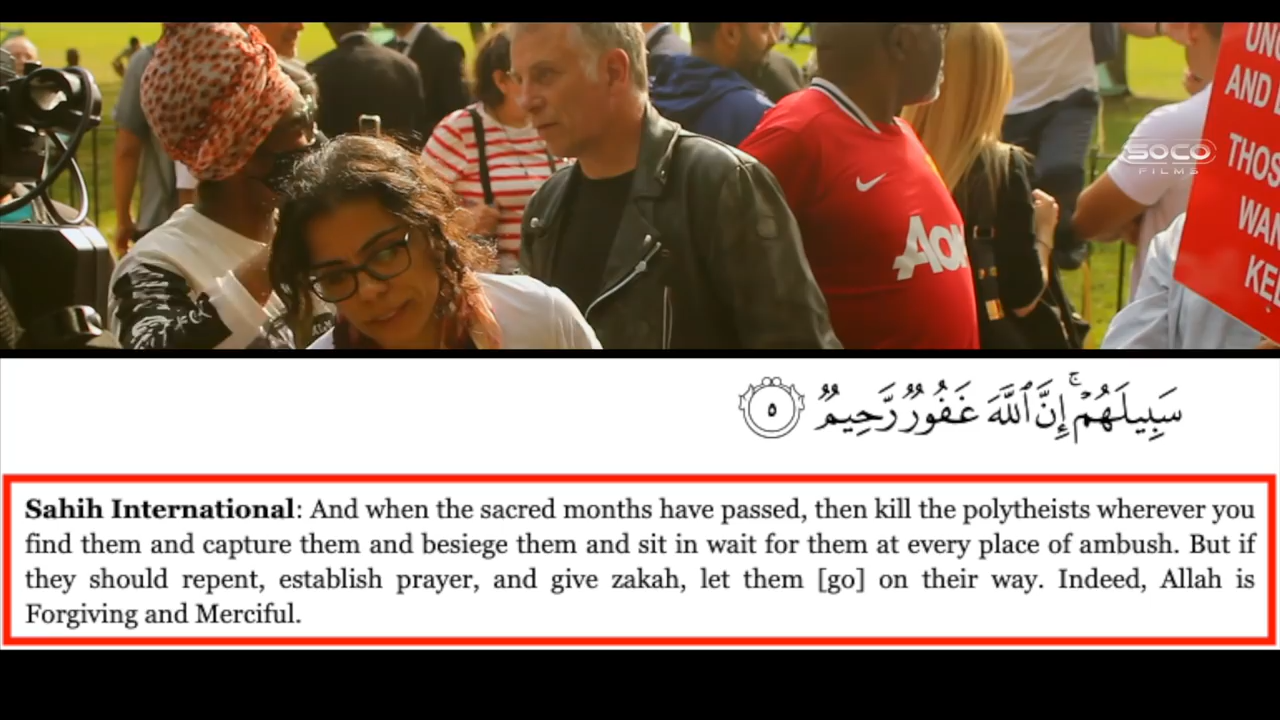 AND
THOS
SOCO
FILMS
WAN
Aon
سَبِيلَهُمْ ۚ إِنَّ ٱللَّهَ غَفُورٌ رَّحِيمٌ ٥
Sahih International: And when the sacred months have passed, then kill the polytheists wherever you
find them and capture them and besiege them and sit in wait for them at every place of ambush. But if
they should repent, establish prayer, and give zakah, let them [go] on their way. Indeed, Allah is
Forgiving and Merciful.